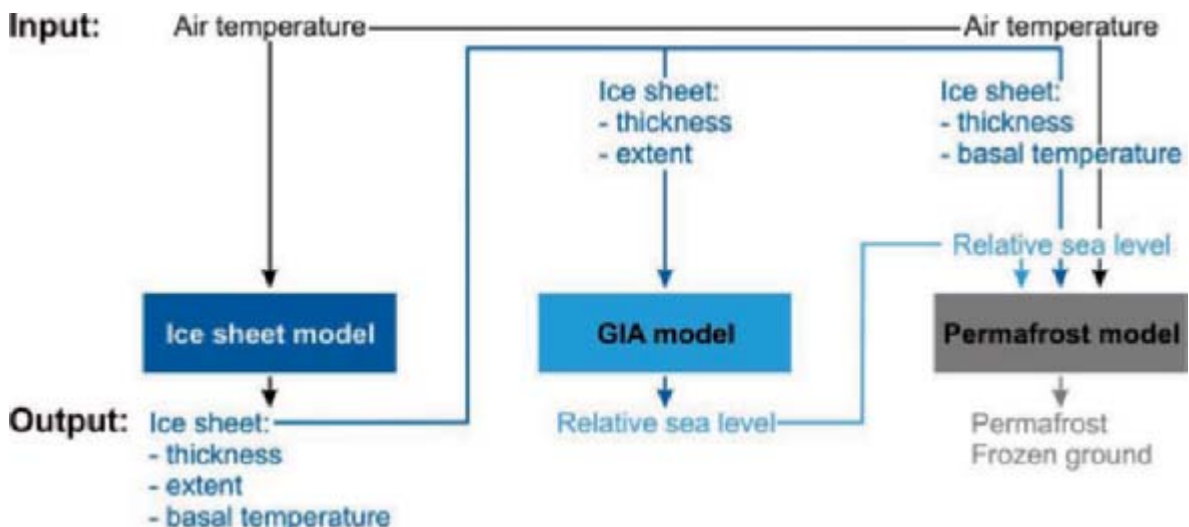 Input: Air temperature Air temperature
Ice sheet:
- thickness
- extent
Ice sheet:
- thickness
- basal temperature
Relative sea level
Ice sheet model
GIA model
Permafrost model
Output:
Ice sheet:
- thickness
- extent
- basal temperature
Relative sea level
Permafrost
Frozen ground